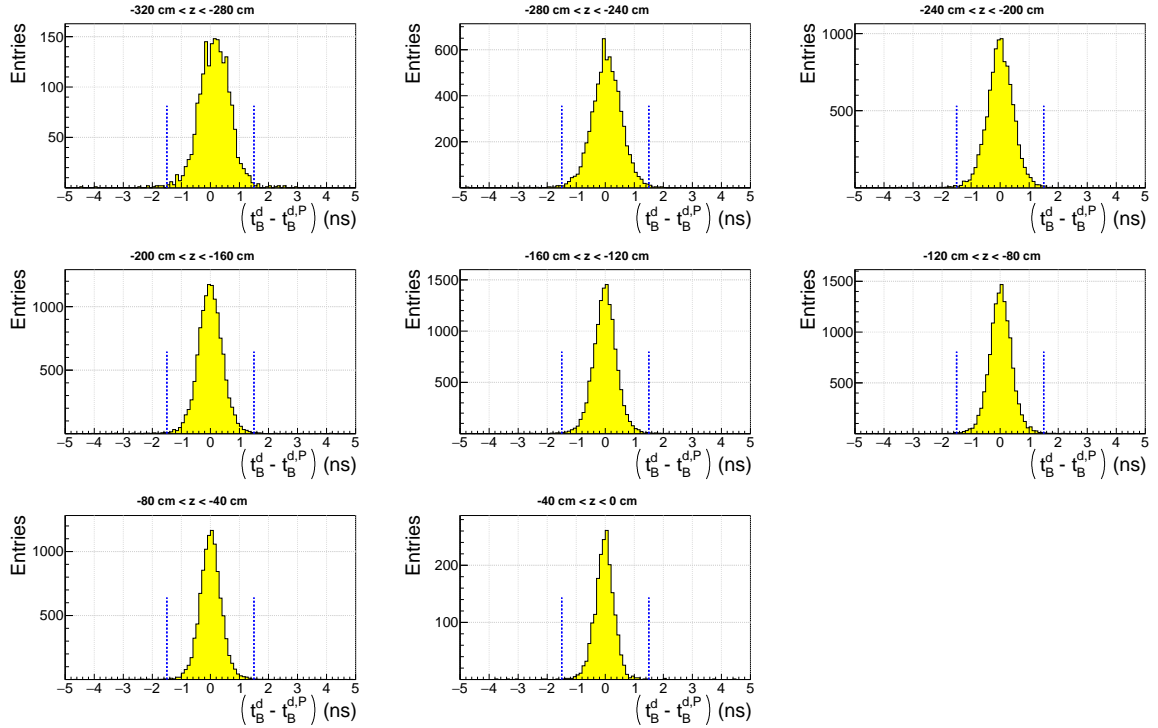 -320 cm < z < -280 cm
Entries
150
100
50
−5 −4 −3 −2 −1 0 1 2 3 4 5
(t_B^d - t_B^{d,P}) (ns)
-280 cm < z < -240 cm
Entries
600
400
200
−5 −4 −3 −2 −1 0 1 2 3 4 5
(t_B^d - t_B^{d,P}) (ns)
-240 cm < z < -200 cm
Entries
1000
500
−5 −4 −3 −2 −1 0 1 2 3 4 5
(t_B^d - t_B^{d,P}) (ns)
-200 cm < z < -160 cm
Entries
1000
500
−5 −4 −3 −2 −1 0 1 2 3 4 5
(t_B^d - t_B^{d,P}) (ns)
-160 cm < z < -120 cm
Entries
1500
1000
500
−5 −4 −3 −2 −1 0 1 2 3 4 5
(t_B^d - t_B^{d,P}) (ns)
-120 cm < z < -80 cm
Entries
1500
1000
500
−5 −4 −3 −2 −1 0 1 2 3 4 5
(t_B^d - t_B^{d,P}) (ns)
-80 cm < z < -40 cm
Entries
1000
500
−5 −4 −3 −2 −1 0 1 2 3 4 5
(t_B^d - t_B^{d,P}) (ns)
-40 cm < z < 0 cm
Entries
200
100
−5 −4 −3 −2 −1 0 1 2 3 4 5
(t_B^d - t_B^{d,P}) (ns)